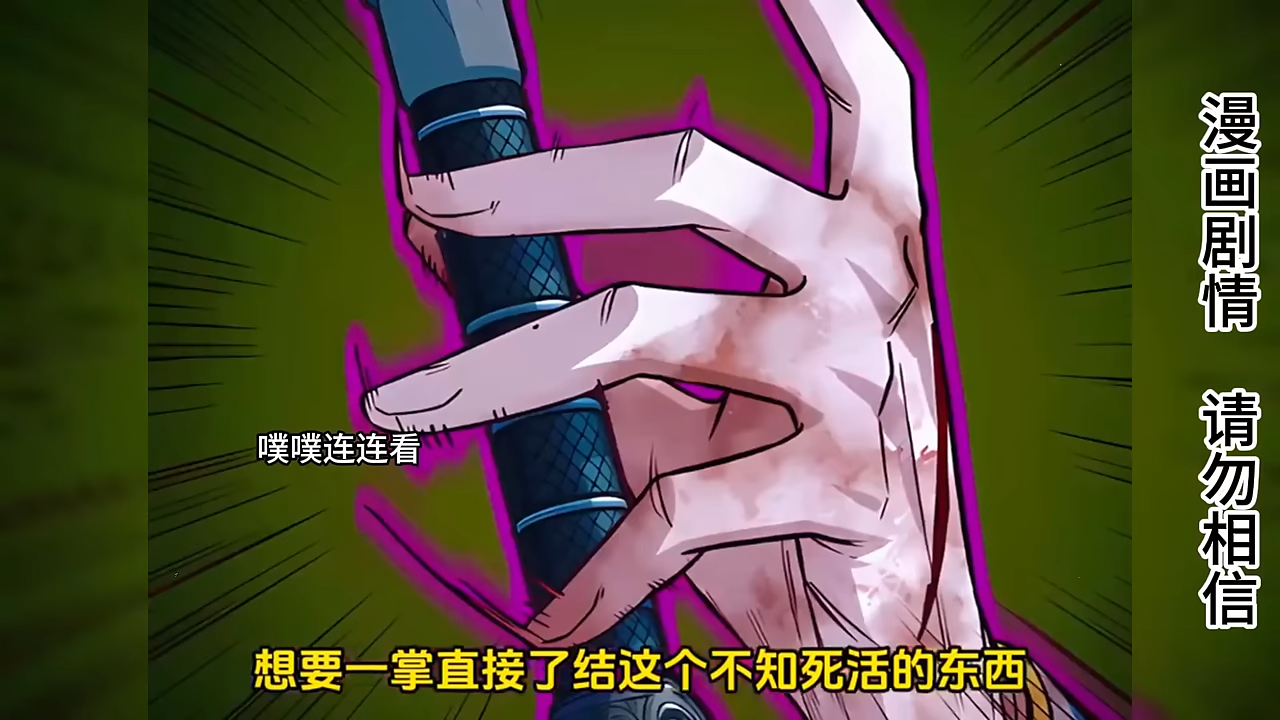 漫画剧情 请勿相信
噗噗连连看
想要一掌直接了结这个不知死活的东西